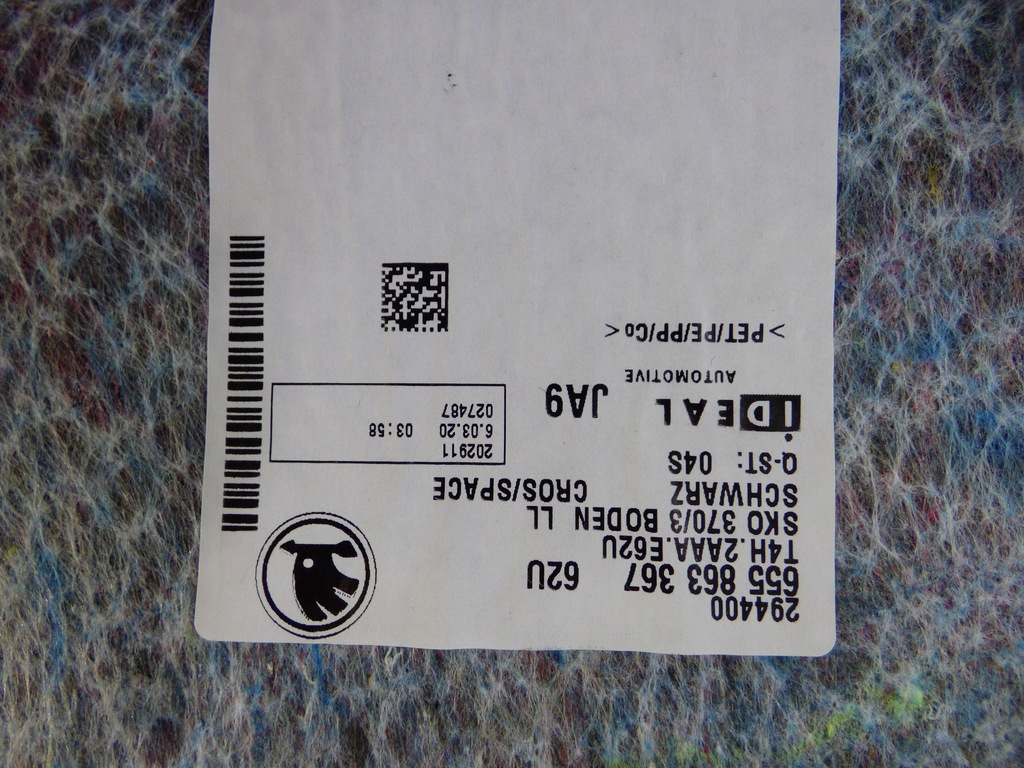 294400
655 863 367 62U
T4H.2AAA.E62U
SKO 370/3 BODEN LL
SCHWARZ CROS/SPACE
Q-ST: 04S
202911
6.03.20 03:58
027487
iDEAL JA9
AUTOMOTIVE
>PET/PE/PP/Co<